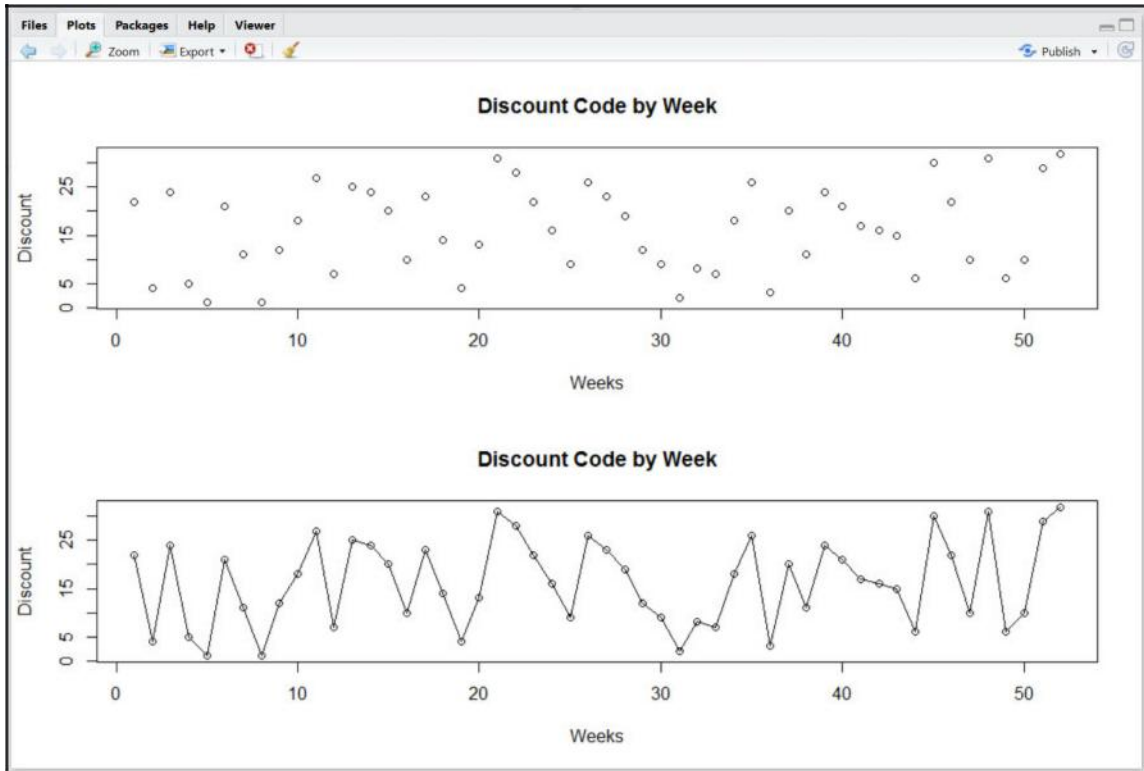 Files Plots Packages Help Viewer
Zoom Export Publish
Discount Code by Week
Discount
25
15
5
0
0 10 20 30 40 50
Weeks
Discount Code by Week
Discount
25
15
5
0
0 10 20 30 40 50
Weeks